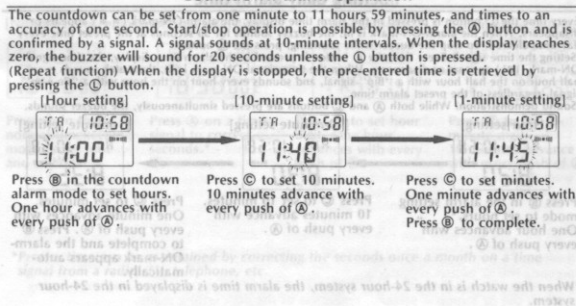 The countdown can be set from one minute to 11 hours 59 minutes, and times to an
accuracy of one second. Start/stop operation is possible by pressing the Ⓐ button and is
confirmed by a signal. A signal sounds at 10-minute intervals. When the display reaches
zero, the buzzer will sound for 20 seconds unless the Ⓒ button is pressed.
(Repeat function) When the display is stopped, the pre-entered time is retrieved by
pressing the Ⓒ button.
[Hour setting] [10-minute setting] [1-minute setting]
TA 10:58 TA 10:58 TA 10:58
11:00 11:40 11:45
Press Ⓑ in the countdown
alarm mode to set hours.
One hour advances with
every push of Ⓐ
Press Ⓒ to set 10 minutes.
10 minutes advance with
every push of Ⓐ
Press Ⓒ to set minutes.
One minute advances with
every push of Ⓐ.
Press Ⓑ to complete.